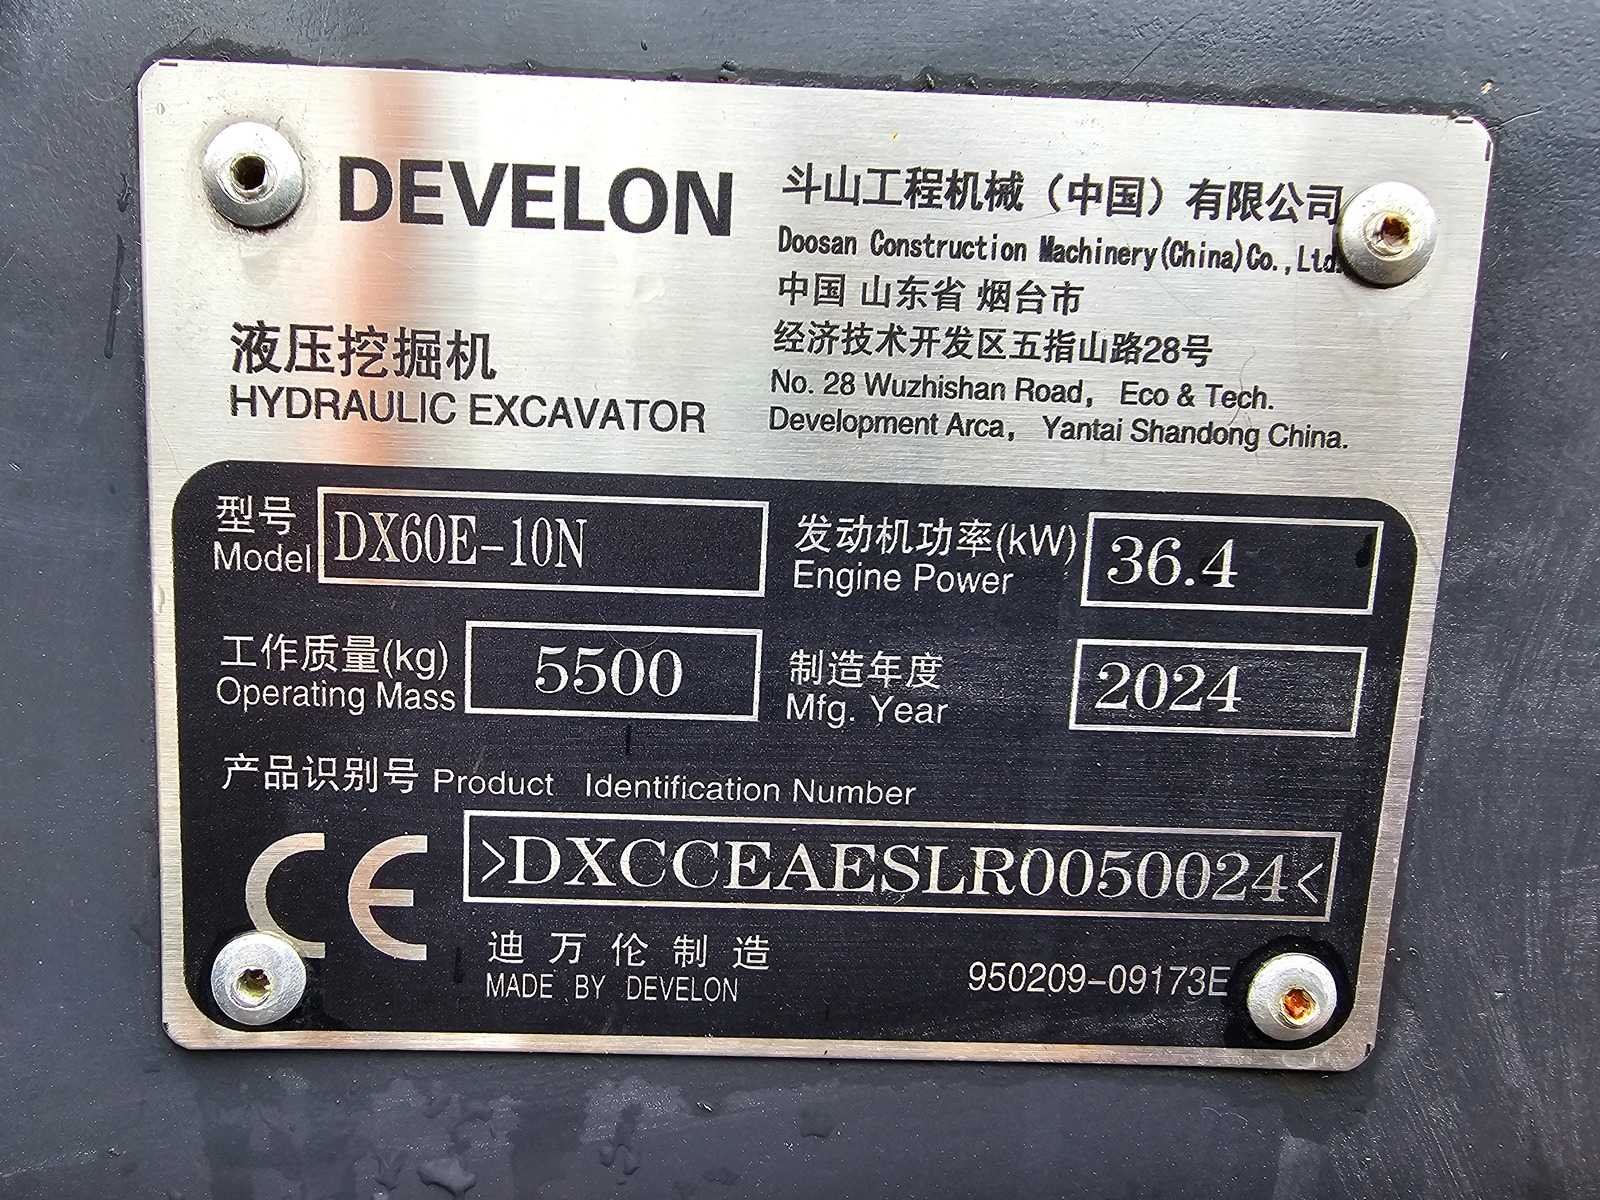 DEVELON
液压挖掘机
HYDRAULIC EXCAVATOR
斗山工程机械（中国）有限公司
Doosan Construction Machinery(China)Co.,Ltd.
中国 山东省 烟台市
经济技术开发区五指山路28号
No. 28 Wuzhishan Road， Eco & Tech.
Development Arca， Yantai Shandong China.
型号
Model
DX60E-10N
发动机功率(kW)
Engine Power
36.4
工作质量(kg)
Operating Mass
5500
制造年度
Mfg. Year
2024
产品识别号 Product Identification Number
CE
>DXCCEAESLR0050024<
迪万伦制造
MADE BY DEVELON
950209-09173E